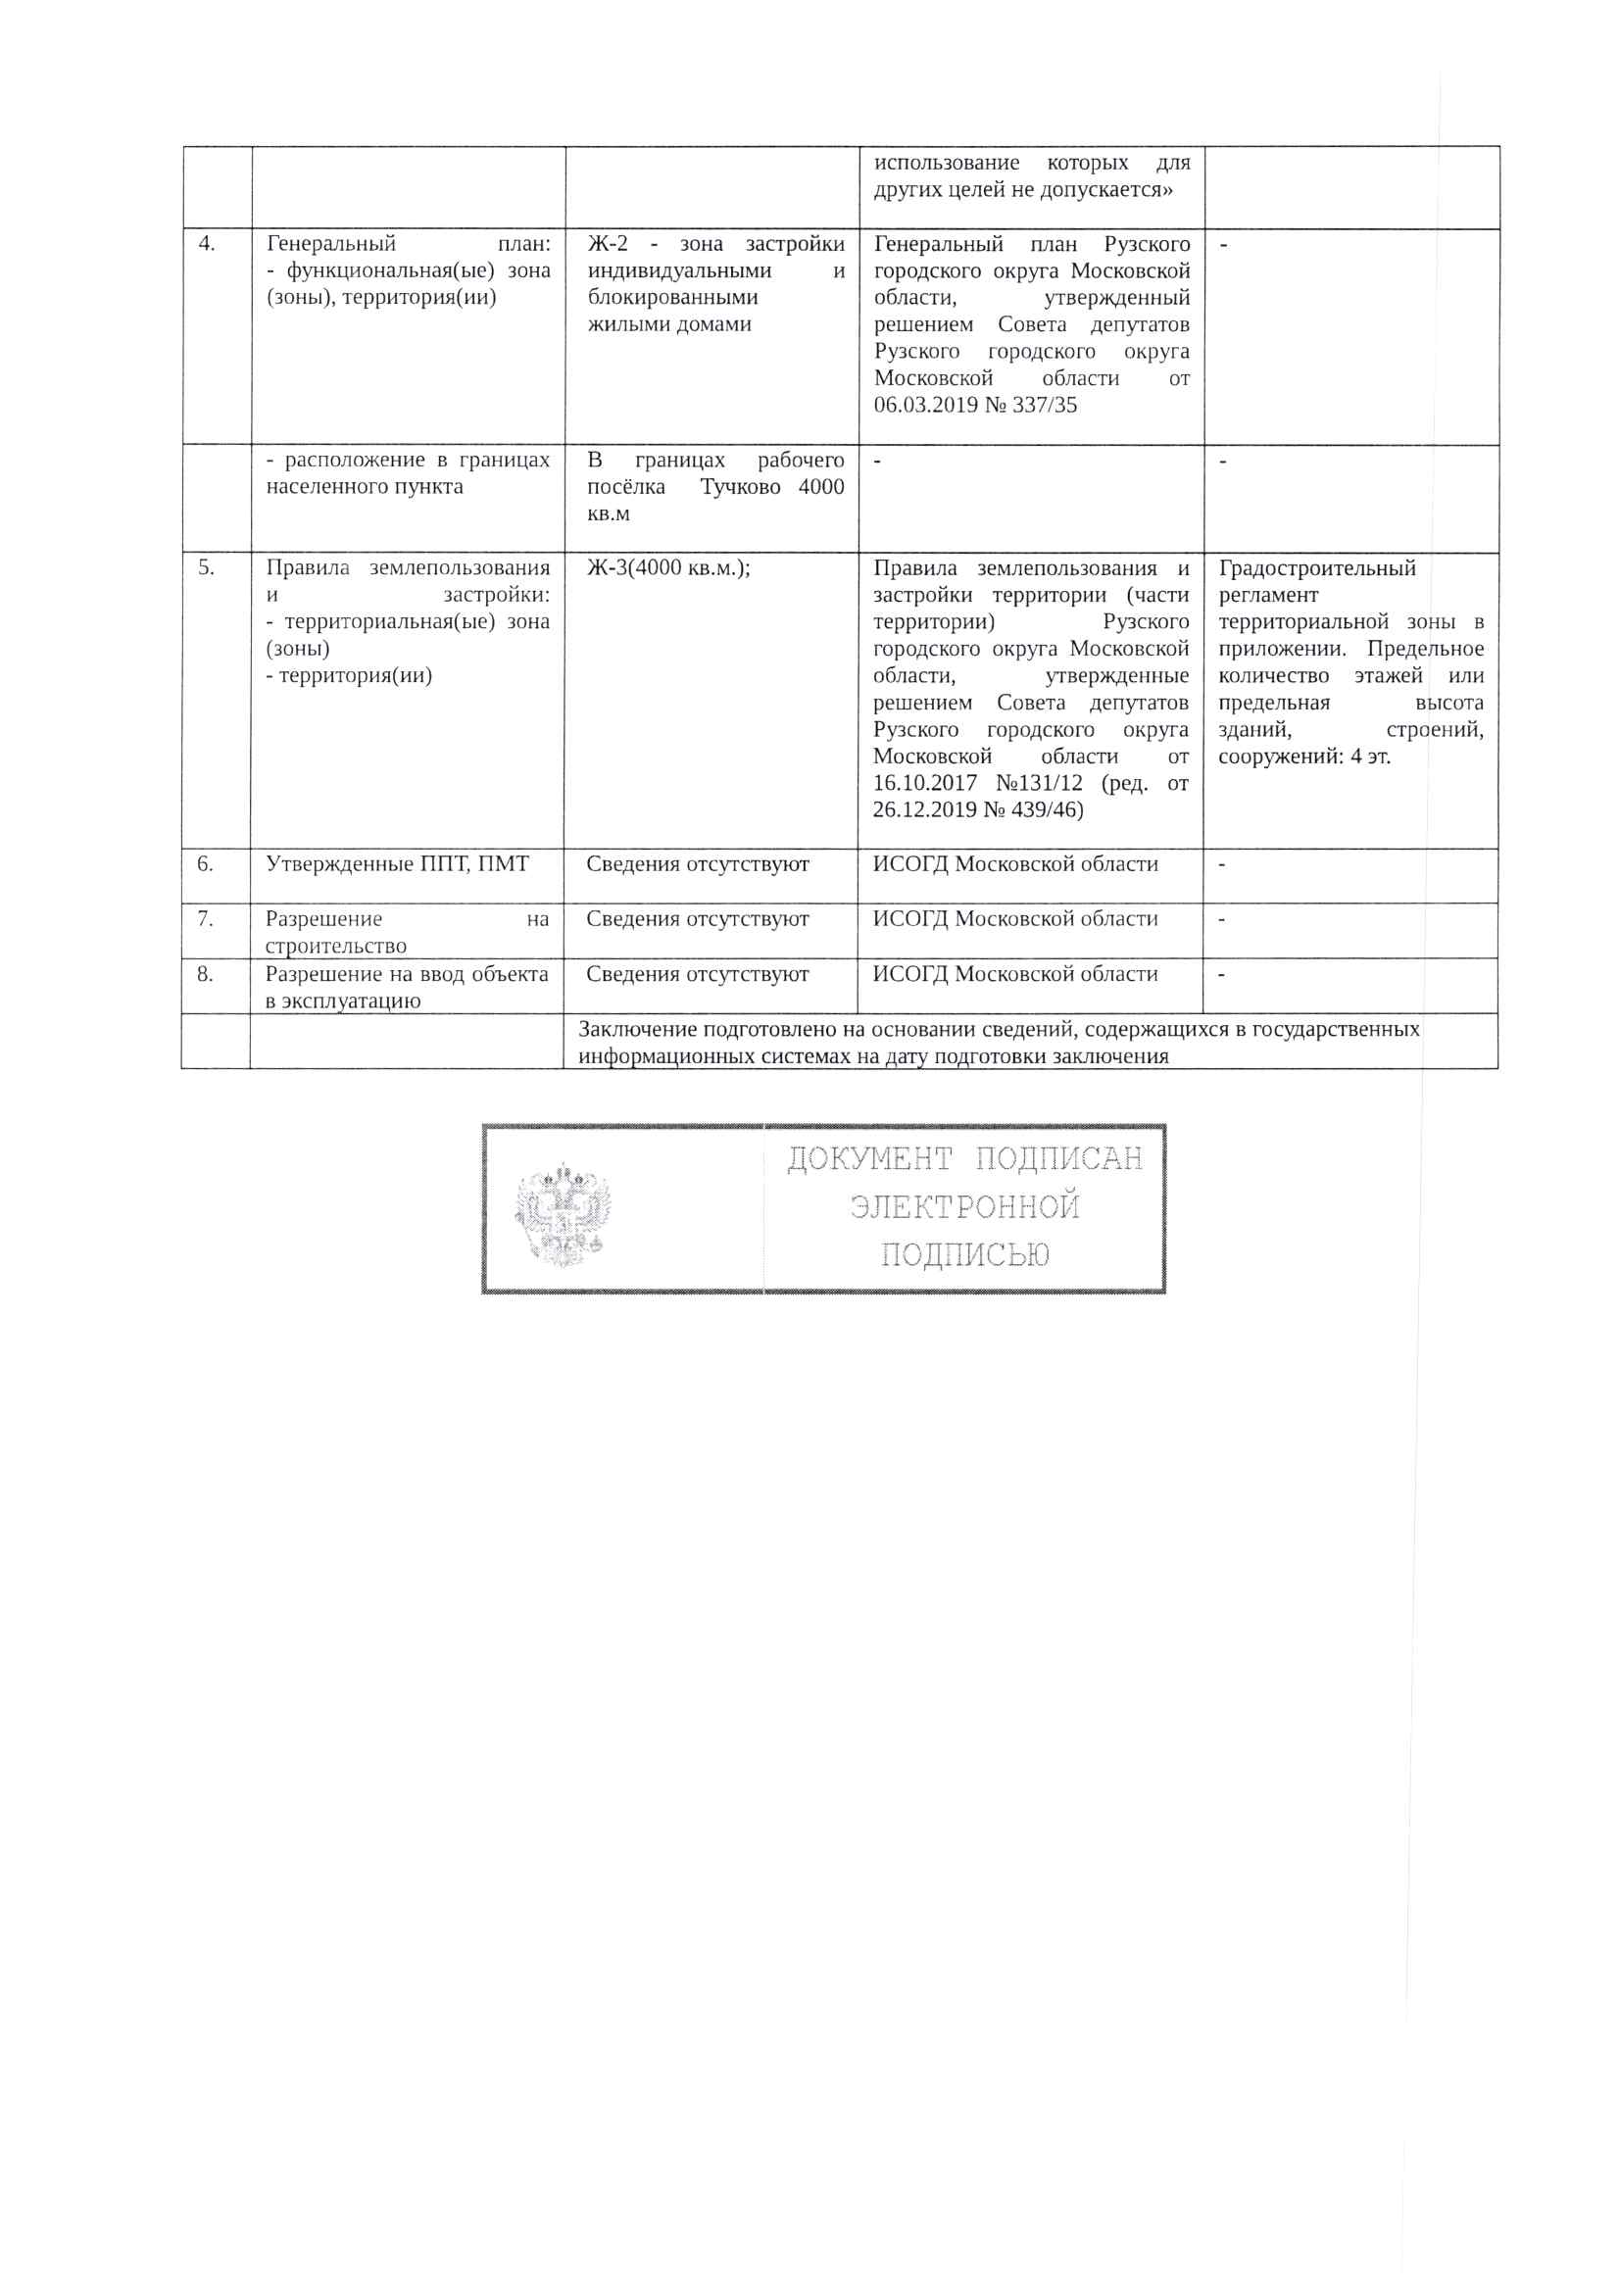 использование которых для
других целей не допускается»
4.
Генеральный план:
- функциональная(ые) зона
(зоны), территория(ии)
Ж-2 - зона застройки
индивидуальными и
блокированными
жилыми домами
Генеральный план Рузского
городского округа Московской
области, утвержденный
решением Совета депутатов
Рузского городского округа
Московской области от
06.03.2019 № 337/35
-
- расположение в границах
населенного пункта
В границах рабочего
посёлка Тучково 4000
кв.м
-
-
5.
Правила землепользования
и застройки:
- территориальная(ые) зона
(зоны)
- территория(ии)
Ж-3(4000 кв.м.);
Правила землепользования и
застройки территории (части
территории) Рузского
городского округа Московской
области, утвержденные
решением Совета депутатов
Рузского городского округа
Московской области от
16.10.2017 №131/12 (ред. от
26.12.2019 № 439/46)
Градостроительный
регламент
территориальной зоны в
приложении. Предельное
количество этажей или
предельная высота
зданий, строений,
сооружений: 4 эт.
6.
Утвержденные ППТ, ПМТ
Сведения отсутствуют
ИСОГД Московской области
-
7.
Разрешение на
строительство
Сведения отсутствуют
ИСОГД Московской области
-
8.
Разрешение на ввод объекта
в эксплуатацию
Сведения отсутствуют
ИСОГД Московской области
-
Заключение подготовлено на основании сведений, содержащихся в государственных
информационных системах на дату подготовки заключения
ДОКУМЕНТ ПОДПИСАН
ЭЛЕКТРОННОЙ
ПОДПИСЬЮ